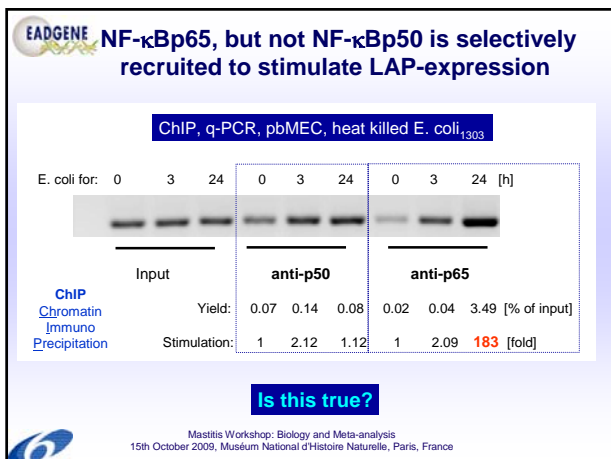 EADGENE
NF-κBp65, but not NF-κBp50 is selectively
recruited to stimulate LAP-expression
ChIP, q-PCR, pbMEC, heat killed E. coli1303
E. coli for: 0 3 24 0 3 24 0 3 24 [h]
Input anti-p50 anti-p65
ChIP
Chromatin
Immuno
Precipitation
Yield: 0.07 0.14 0.08 0.02 0.04 3.49 [% of input]
Stimulation: 1 2.12 1.12 1 2.09 183 [fold]
Is this true?
Mastitis Workshop: Biology and Meta-analysis
15th October 2009, Muséum National d'Histoire Naturelle, Paris, France